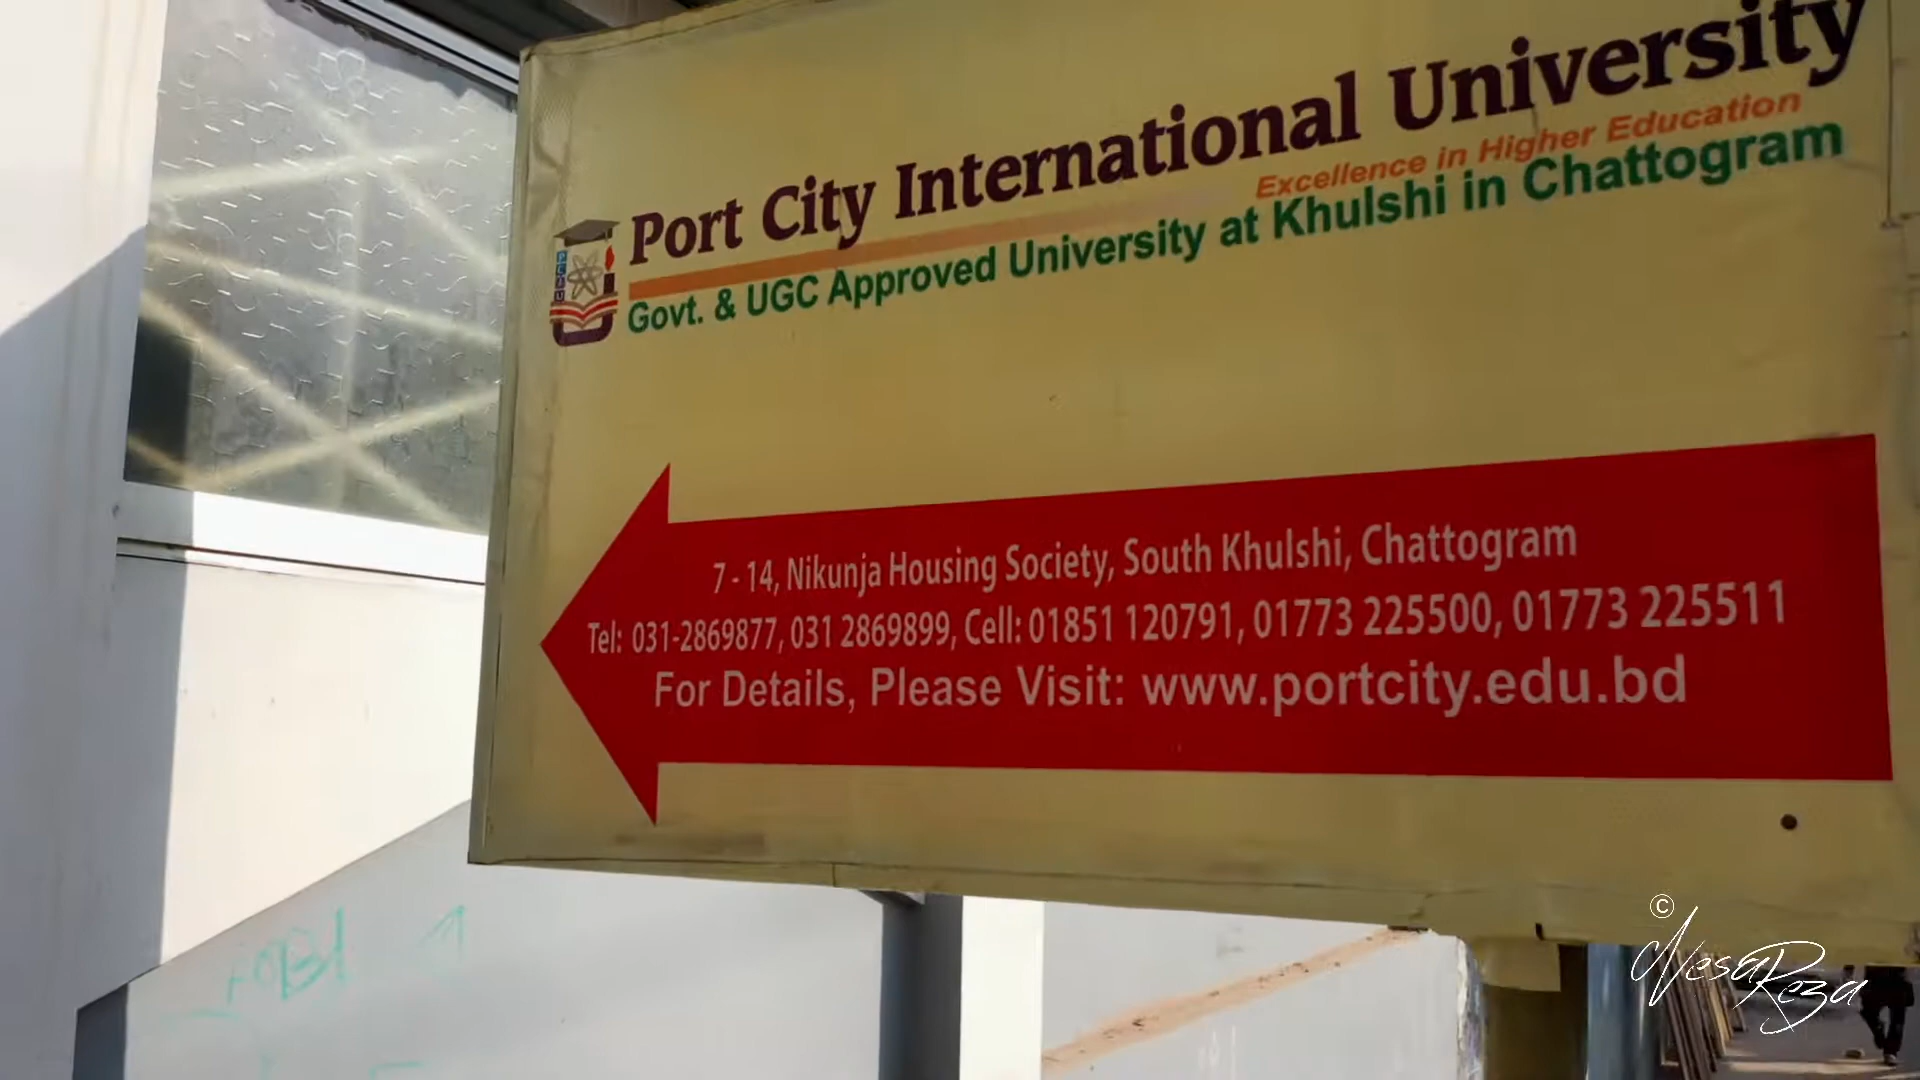 Port City International University
Excellence in Higher Education
Govt. & UGC Approved University at Khulshi in Chattogram
7 - 14, Nikunja Housing Society, South Khulshi, Chattogram
Tel: 031-2869877, 031 2869899, Cell: 01851 120791, 01773 225500, 01773 225511
For Details, Please Visit: www.portcity.edu.bd
©
Nesa Reza